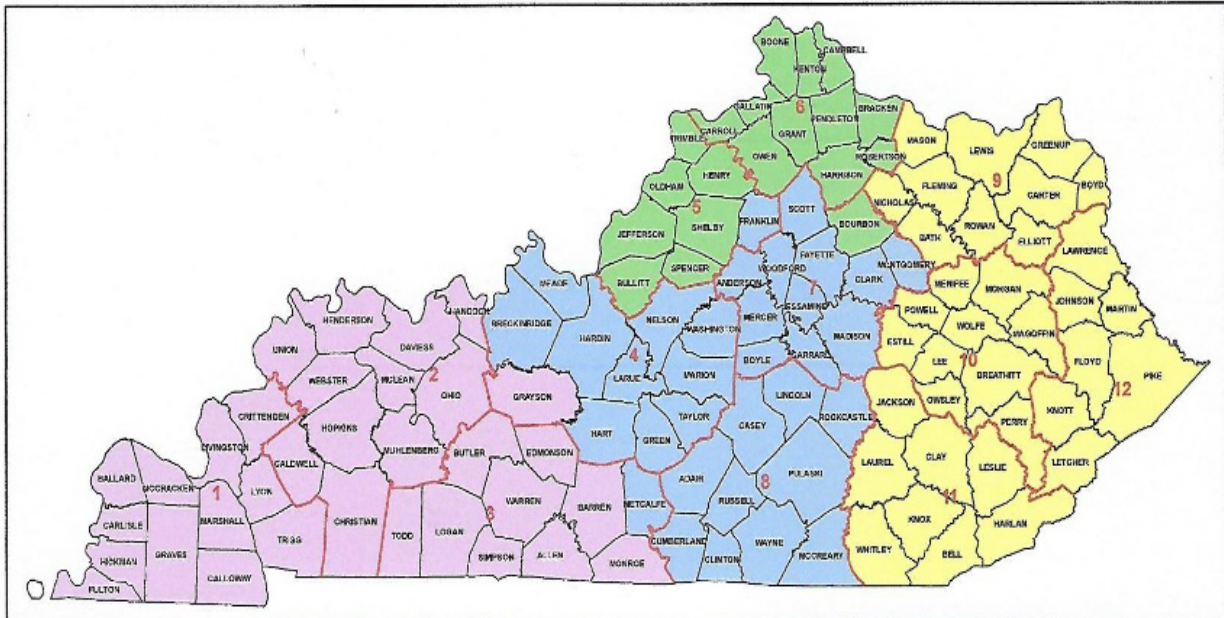 BOONE
CAMPBELL
KENTON
GALLATIN
6
BRACKEN
PENDLETON
GRANT
CARROLL
TRIMBLE
OWEN
ROBERTSON
HARRISON
HENRY
OLDHAM
5
SHELBY
JEFFERSON
SPENCER
BULLITT
BOURBON
MASON
LEWIS
GREENUP
9
FLEMING
CARTER
BOYD
NICHOLAS
ROWAN
BATH
ELLIOTT
LAWRENCE
SCOTT
FRANKLIN
FAYETTE
WOODFORD
MONTGOMERY
CLARK
7
ANDERSON
MERCER
MADISON
BOYLE
GARRARD
MENIFEE
MORGAN
JOHNSON
MARTIN
POWELL
WOLFE
MAGOFFIN
ESTILL
LEE
10
FLOYD
PIKE
12
BREATHITT
JACKSON
OWSLEY
KNOTT
PERRY
LETCHER
LAUREL
CLAY
LESLIE
11
KNOX
HARLAN
WHITLEY
BELL
MEADE
BRECKINRIDGE
HARDIN
NELSON
WASHINGTON
4
LARUE
MARION
HART
TAYLOR
GREEN
LINCOLN
CASEY
ROCKCASTLE
PULASKI
ADAIR
8
RUSSELL
METCALFE
CUMBERLAND
WAYNE
CLINTON
MCCREARY
HANCOCK
HENDERSON
DAVIESS
UNION
WEBSTER
MCLEAN
2
OHIO
GRAYSON
CRITTENDEN
HOPKINS
MUHLENBERG
BUTLER
EDMONSON
LIVINGSTON
CALDWELL
BALLARD
MCCRACKEN
LYON
1
WARREN
BARREN
MARSHALL
CHRISTIAN
TODD
LOGAN
CARLISLE
GRAVES
TRIGG
SIMPSON
ALLEN
MONROE
HICKMAN
CALLOWAY
FULTON